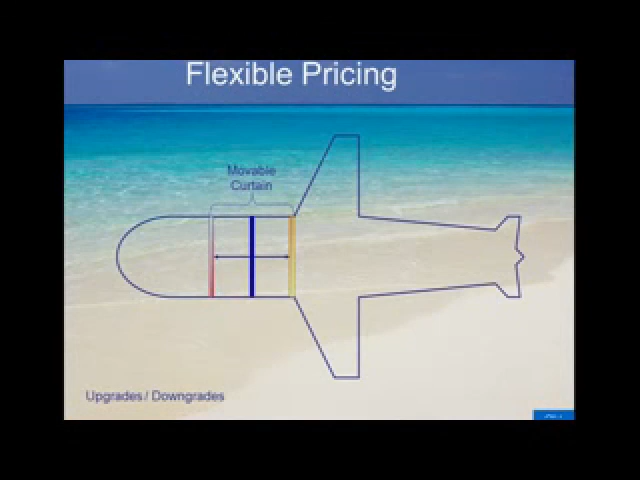 Flexible Pricing
Movable
Curtain
Upgrades / Downgrades